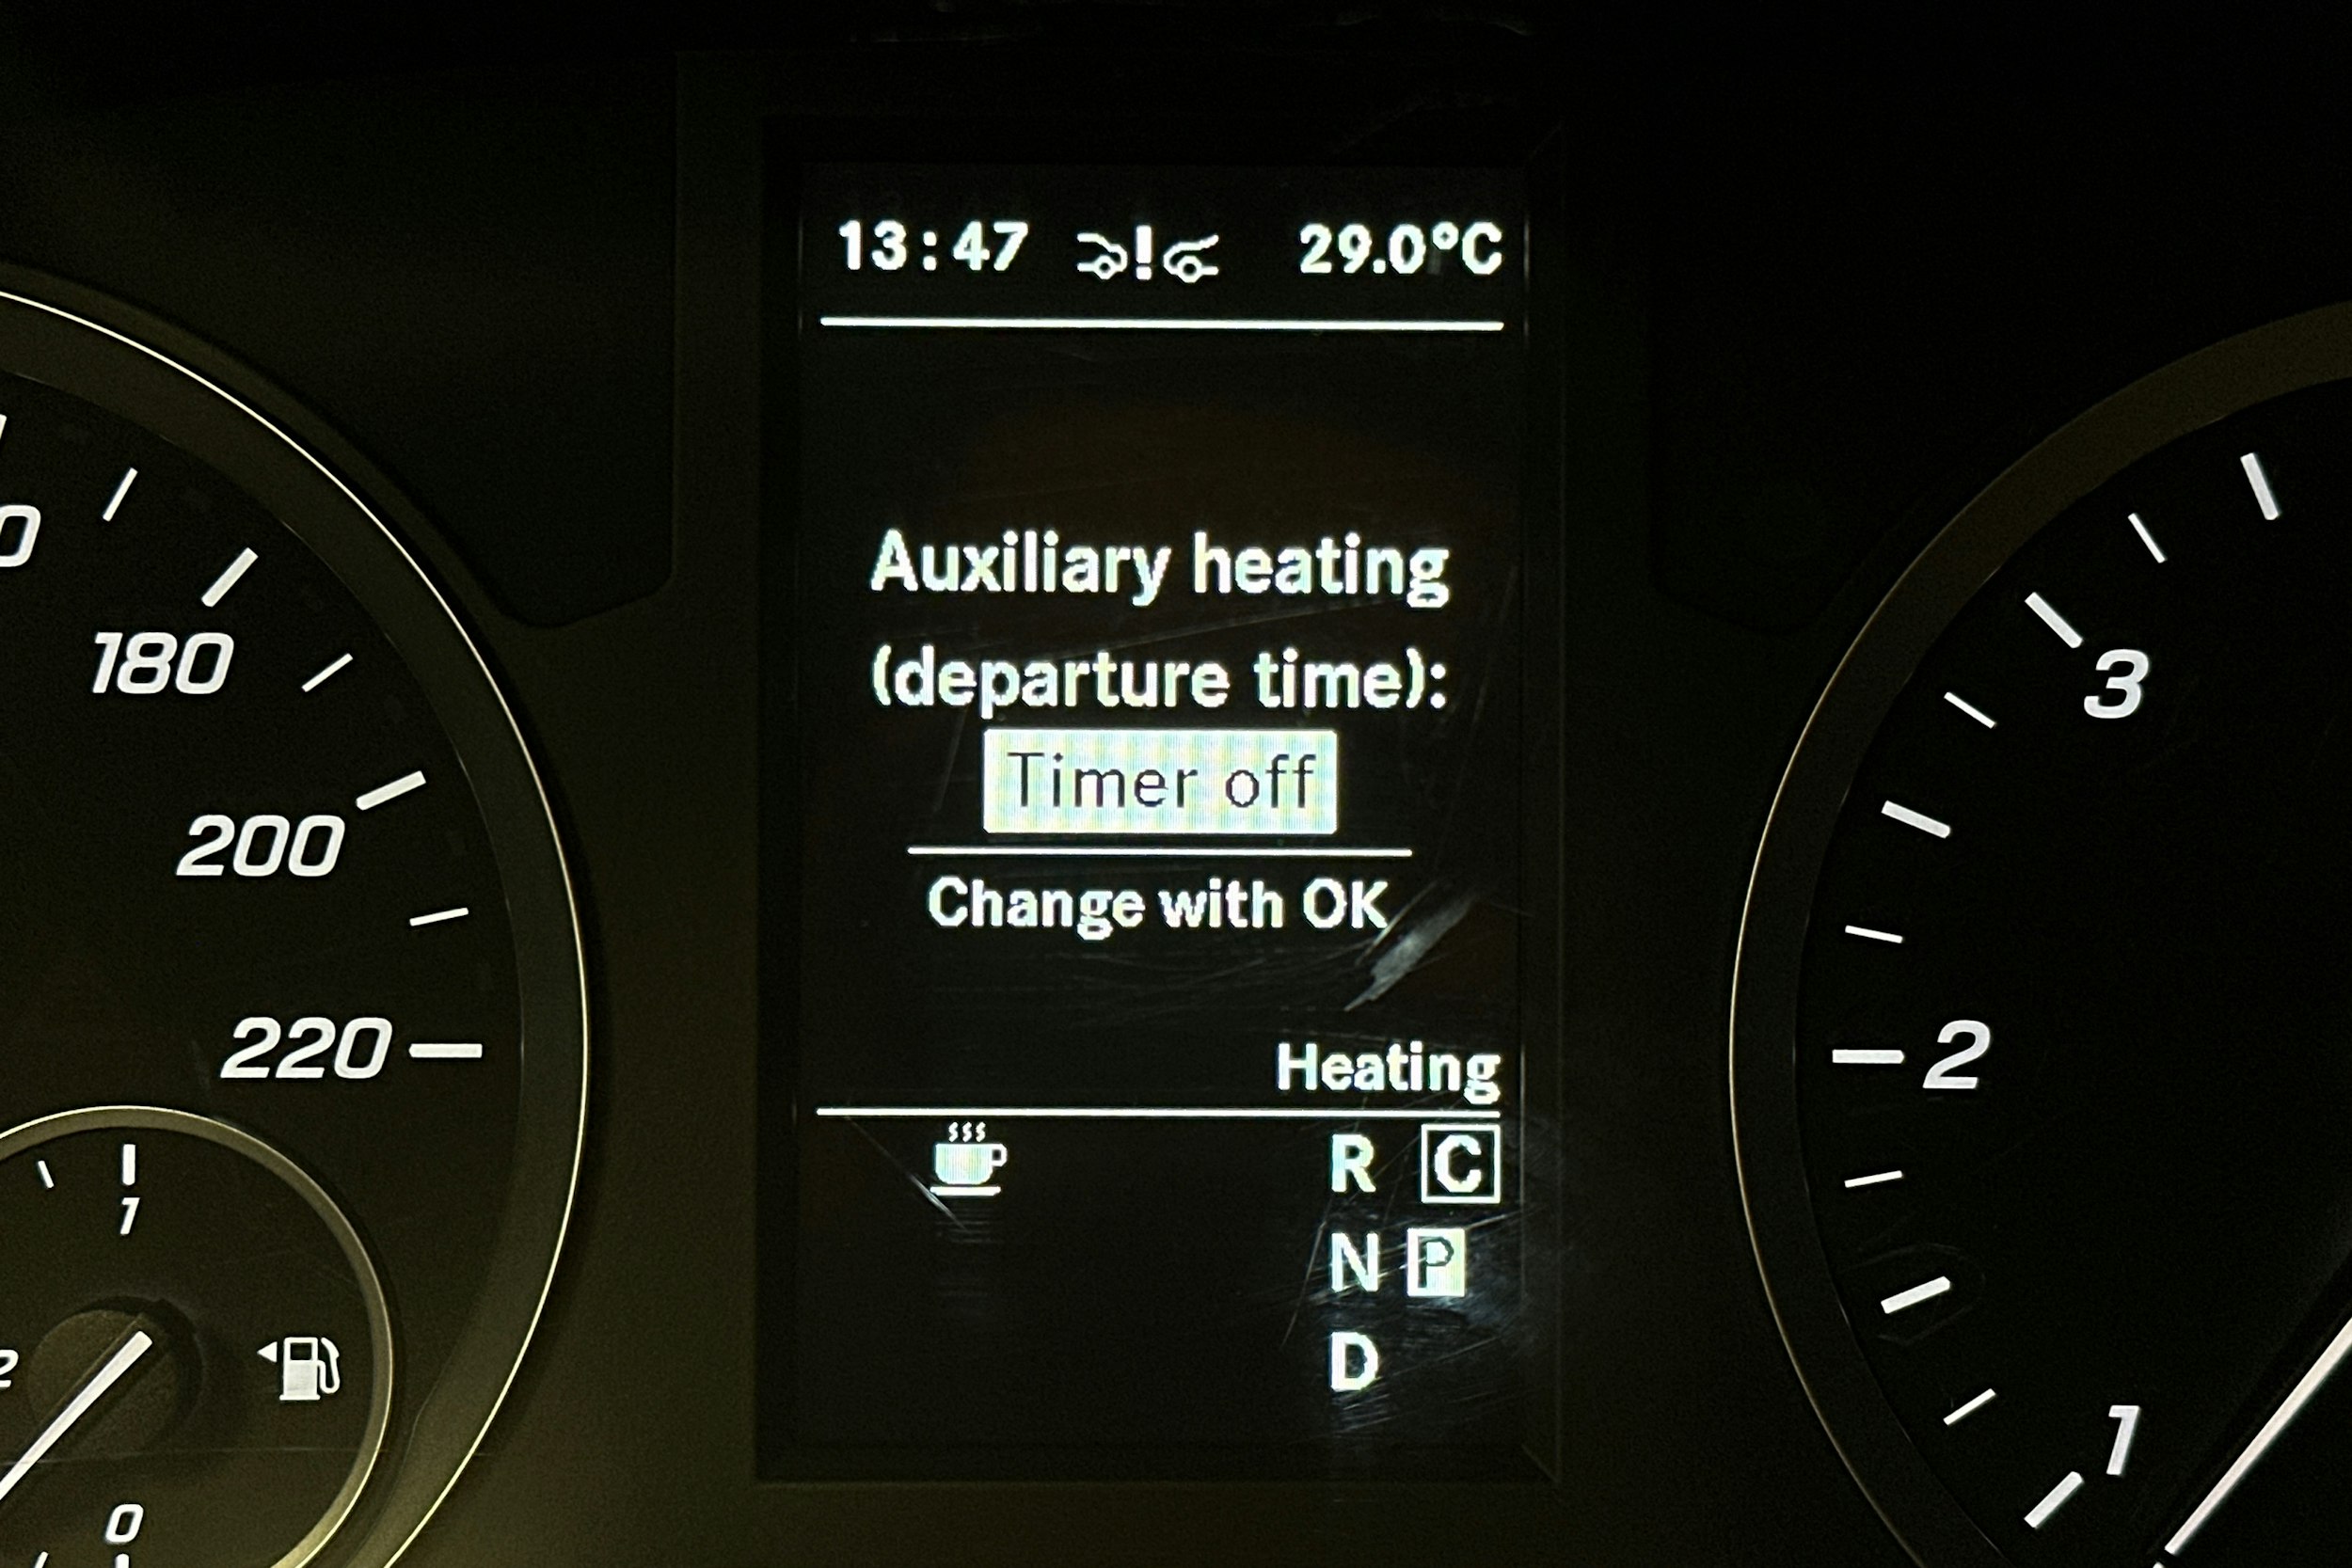 13:47 29.0°C
Auxiliary heating
(departure time):
Timer off
Change with OK
Heating
R C
N P
D
180
200
220
1
0
3
2
1